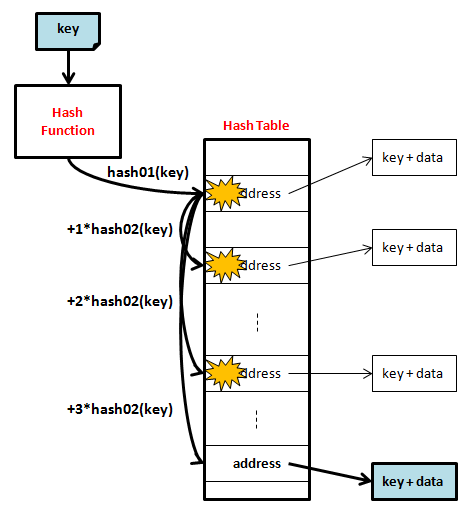 key
Hash
Function
Hash Table
hash01(key)
key + data
ddress
+1*hash02(key)
key + data
ddress
+2*hash02(key)
key + data
ddress
+3*hash02(key)
address
key + data